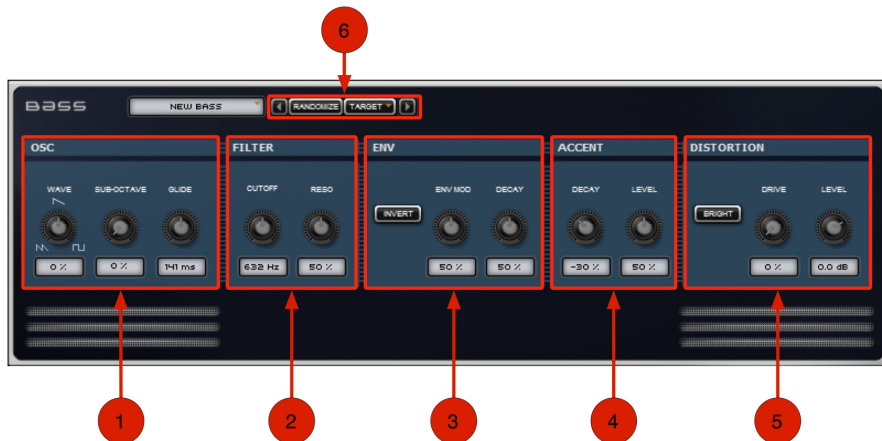 6
Bass
NEW BASS
RANDOMIZE
TARGET
OSC
FILTER
ENV
ACCENT
DISTORTION
WAVE
SUB-OCTAVE
GLIDE
CUTOFF
RESO
INVERT
ENV MOD
DECAY
DECAY
LEVEL
BRIGHT
DRIVE
LEVEL
0 %
0 %
141 ms
632 Hz
50 %
50 %
50 %
-30 %
50 %
0 %
0.0 dB
1
2
3
4
5